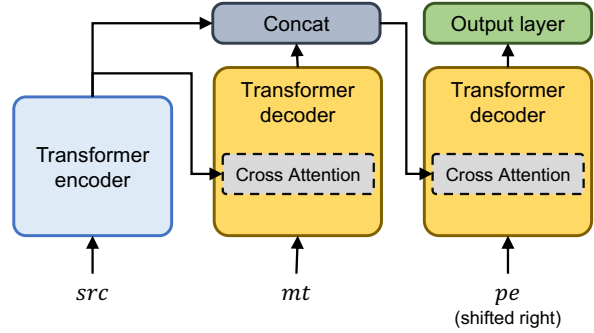 Concat
Output layer
Transformer
encoder
Transformer
decoder
Cross Attention
Transformer
decoder
Cross Attention
src
mt
pe
(shifted right)